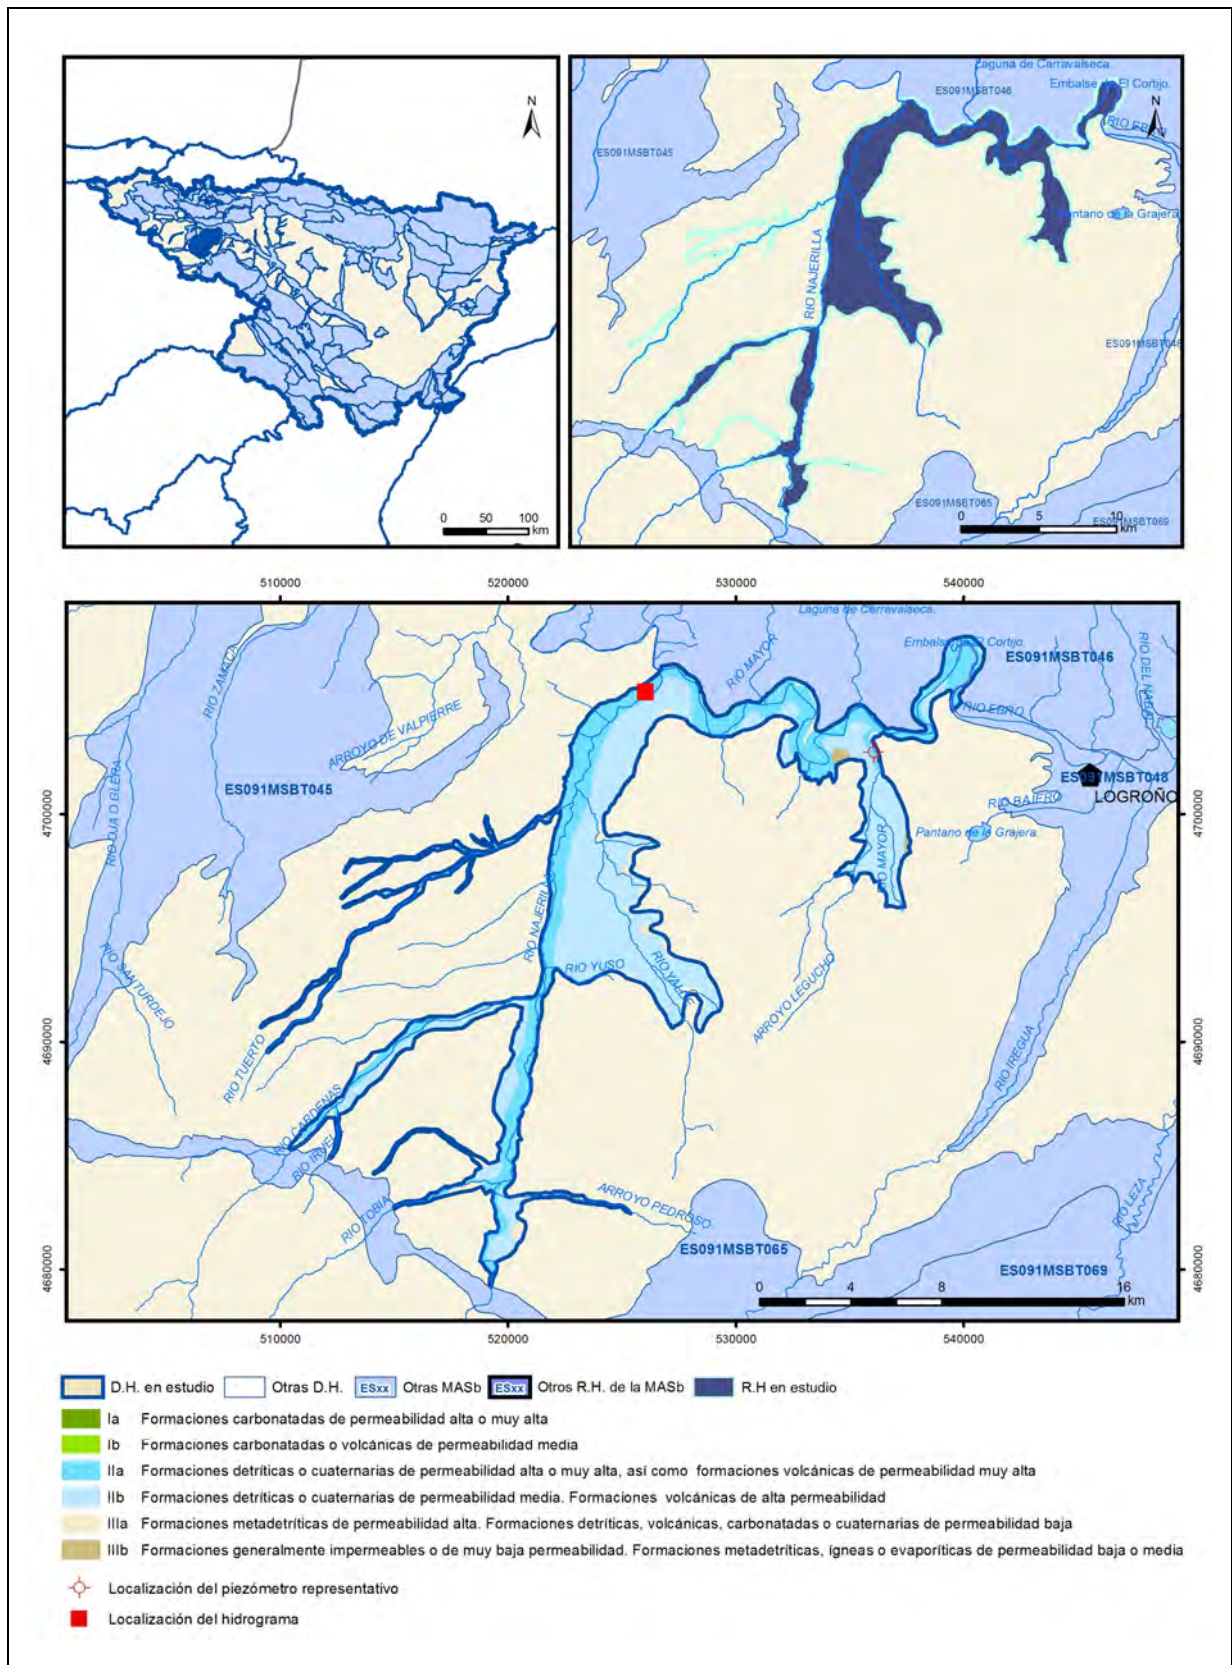 N
0 50 100
km
Laguna de Carravalseca.
ES091MSBT046
Embalse de El Cortijo.
N
RIO EBRO
ES091MSBT045
Pantano de la Grajera
RIO NAJERILLA
ES091MSBT048
ES091MSBT065
ES091MSBT069
0 5 10
km
510000 520000 530000 540000
Laguna de Carravalseca.
Embalse de El Cortijo.
ES091MSBT046
RIO ZAMACA
RIO MAYOR
RIO DEL
RIO EBRO
ARROYO DE VALPIERRE
ES091MSBT045
ES091MSBT048
LOGROÑO
RIO BAJERO
4700000
4700000
RIO OJA O GLERA
Pantano de la Grajera.
RIO MAYOR
RIO NAJERILLA
RIO YUSO
RIO YALDE
ARROYO LEGUCHO
RIO SANTURDEJO
RIO TUERTO
RIO IREGUA
4690000
4690000
RIO CARDENAS
RIO TOBIA
ARROYO PEDROSO
RIO LEZA
ES091MSBT065
ES091MSBT069
4680000
4680000
0 4 8 16
km
510000 520000 530000 540000
D.H. en estudio
Otras D.H.
ESxx Otras MASb
ESxx Otros R.H. de la MASb
R.H en estudio
Ia Formaciones carbonatadas de permeabilidad alta o muy alta
Ib Formaciones carbonatadas o volcánicas de permeabilidad media
IIa Formaciones detríticas o cuaternarias de permeabilidad alta o muy alta, así como formaciones volcánicas de permeabilidad muy alta
IIb Formaciones detríticas o cuaternarias de permeabilidad media. Formaciones volcánicas de alta permeabilidad
IIIa Formaciones metadetríticas de permeabilidad alta. Formaciones detríticas, volcánicas, carbonatadas o cuaternarias de permeabilidad baja
IIIb Formaciones generalmente impermeables o de muy baja permeabilidad. Formaciones metadetríticas, ígneas o evaporíticas de permeabilidad baja o media
Localización del piezómetro representativo
Localización del hidrograma